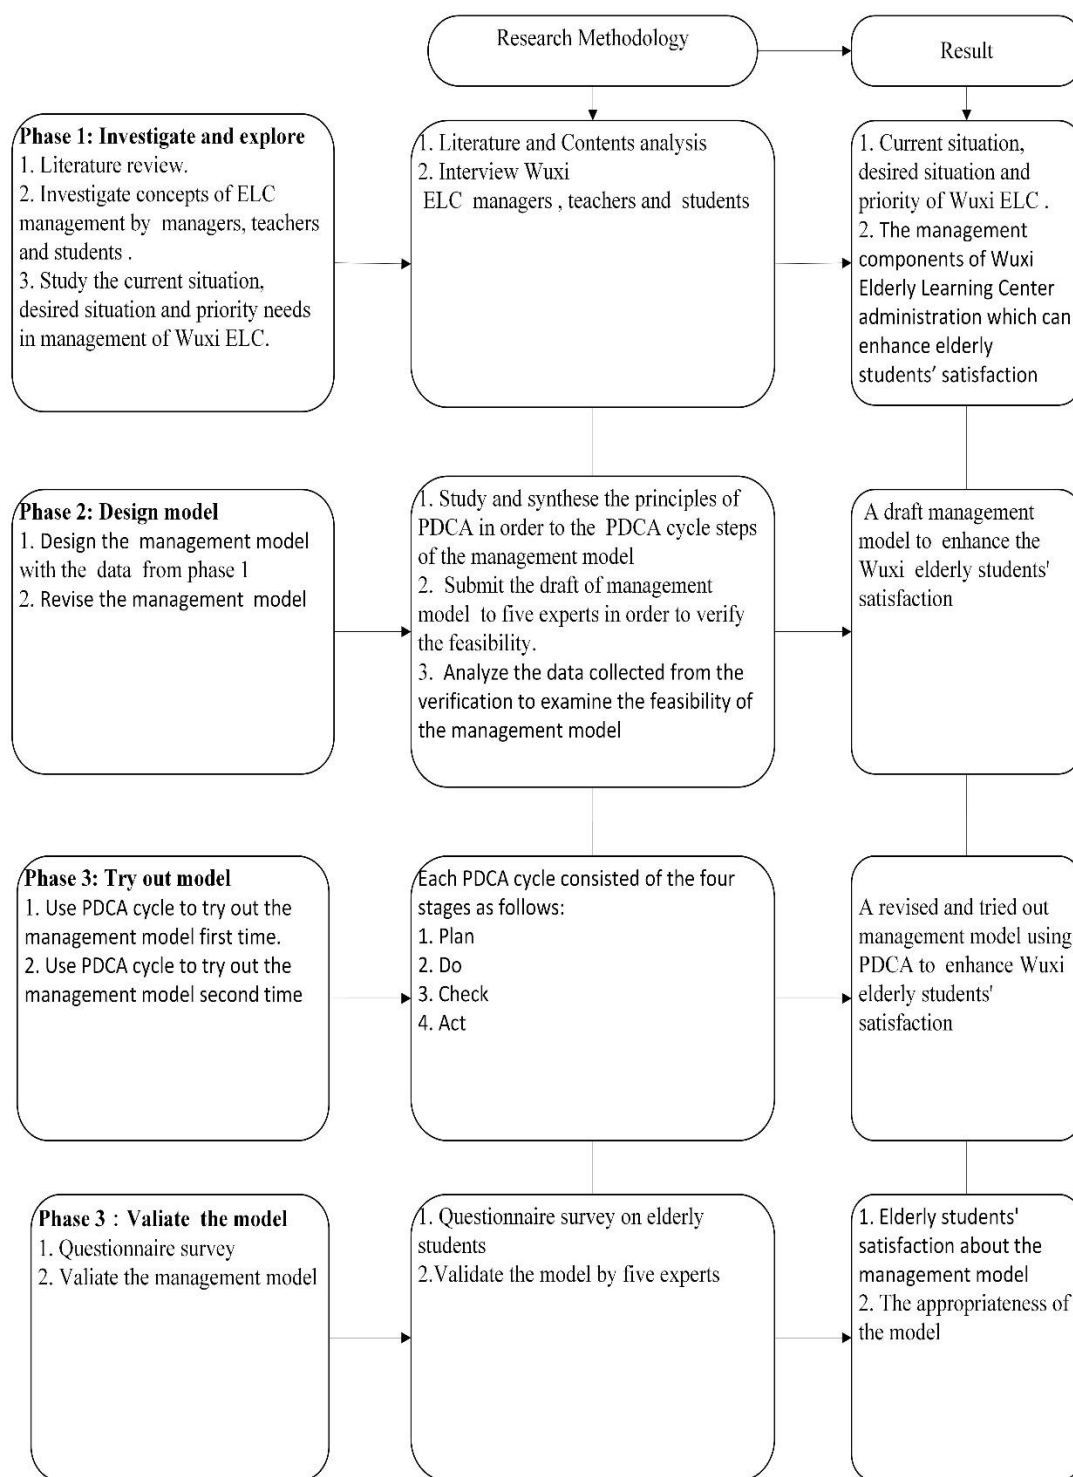 Research Methodology
Result
Phase 1: Investigate and explore
1. Literature review.
2. Investigate concepts of ELC
management by managers, teachers
and students .
3. Study the current situation,
desired situation and priority needs
in management of Wuxi ELC.
1. Literature and Contents analysis
2. Interview Wuxi
ELC managers , teachers and students
1. Current situation,
desired situation and
priority of Wuxi ELC .
2. The management
components of Wuxi
Elderly Learning Center
administration which can
enhance elderly
students’ satisfaction
Phase 2: Design model
1. Design the management model
with the data from phase 1
2. Revise the management model
1. Study and synthese the principles of
PDCA in order to the PDCA cycle steps
of the management model
2. Submit the draft of management
model to five experts in order to verify
the feasibility.
3. Analyze the data collected from the
verification to examine the feasibility of
the management model
A draft management
model to enhance the
Wuxi elderly students'
satisfaction
Phase 3: Try out model
1. Use PDCA cycle to try out the
management model first time.
2. Use PDCA cycle to try out the
management model second time
Each PDCA cycle consisted of the four
stages as follows:
1. Plan
2. Do
3. Check
4. Act
A revised and tried out
management model using
PDCA to enhance Wuxi
elderly students'
satisfaction
Phase 3：Valiate the model
1. Questionnaire survey
2. Valiate the management model
1. Questionnaire survey on elderly
students
2.Validate the model by five experts
1. Elderly students'
satisfaction about the
management model
2. The appropriateness of
the model